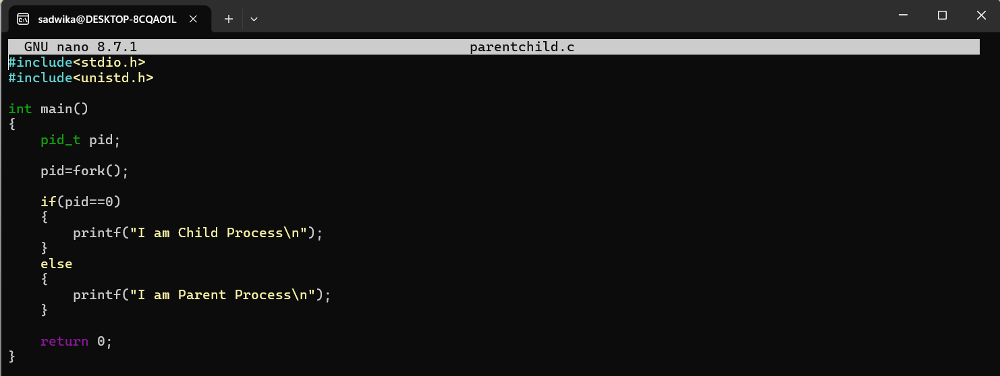 sadwika@DESKTOP-8CQAO1L
GNU nano 8.7.1 parentchild.c
#include<stdio.h>
#include<unistd.h>
int main()
{
    pid_t pid;
    pid=fork();
    if(pid==0)
    {
        printf("I am Child Process\n");
    }
    else
    {
        printf("I am Parent Process\n");
    }
    return 0;
}